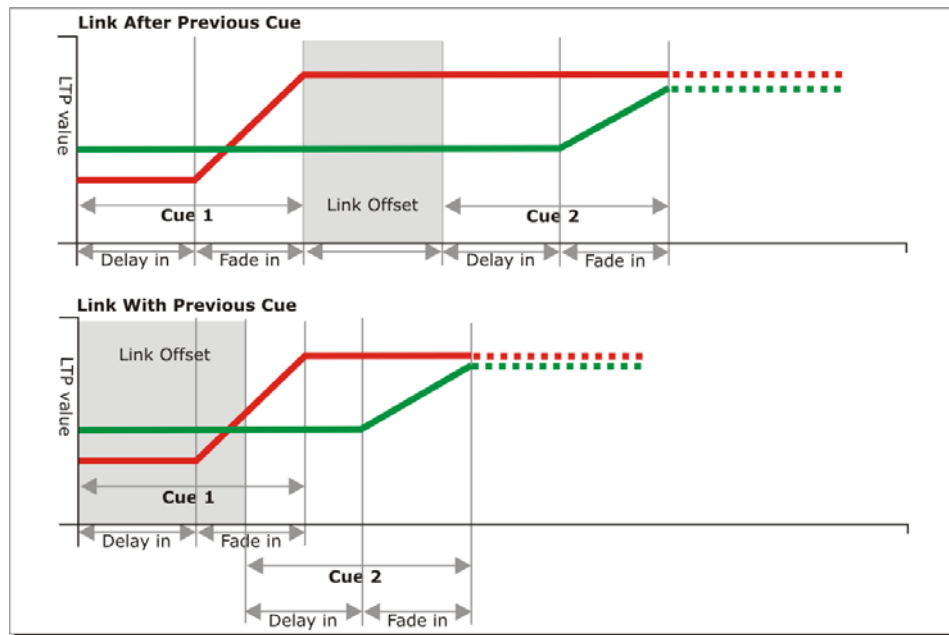 Link After Previous Cue
LTP value
Link Offset
Cue 1
Cue 2
Delay in
Fade in
Delay in
Fade in
Link With Previous Cue
LTP value
Link Offset
Cue 1
Delay in
Fade in
Cue 2
Delay in
Fade in